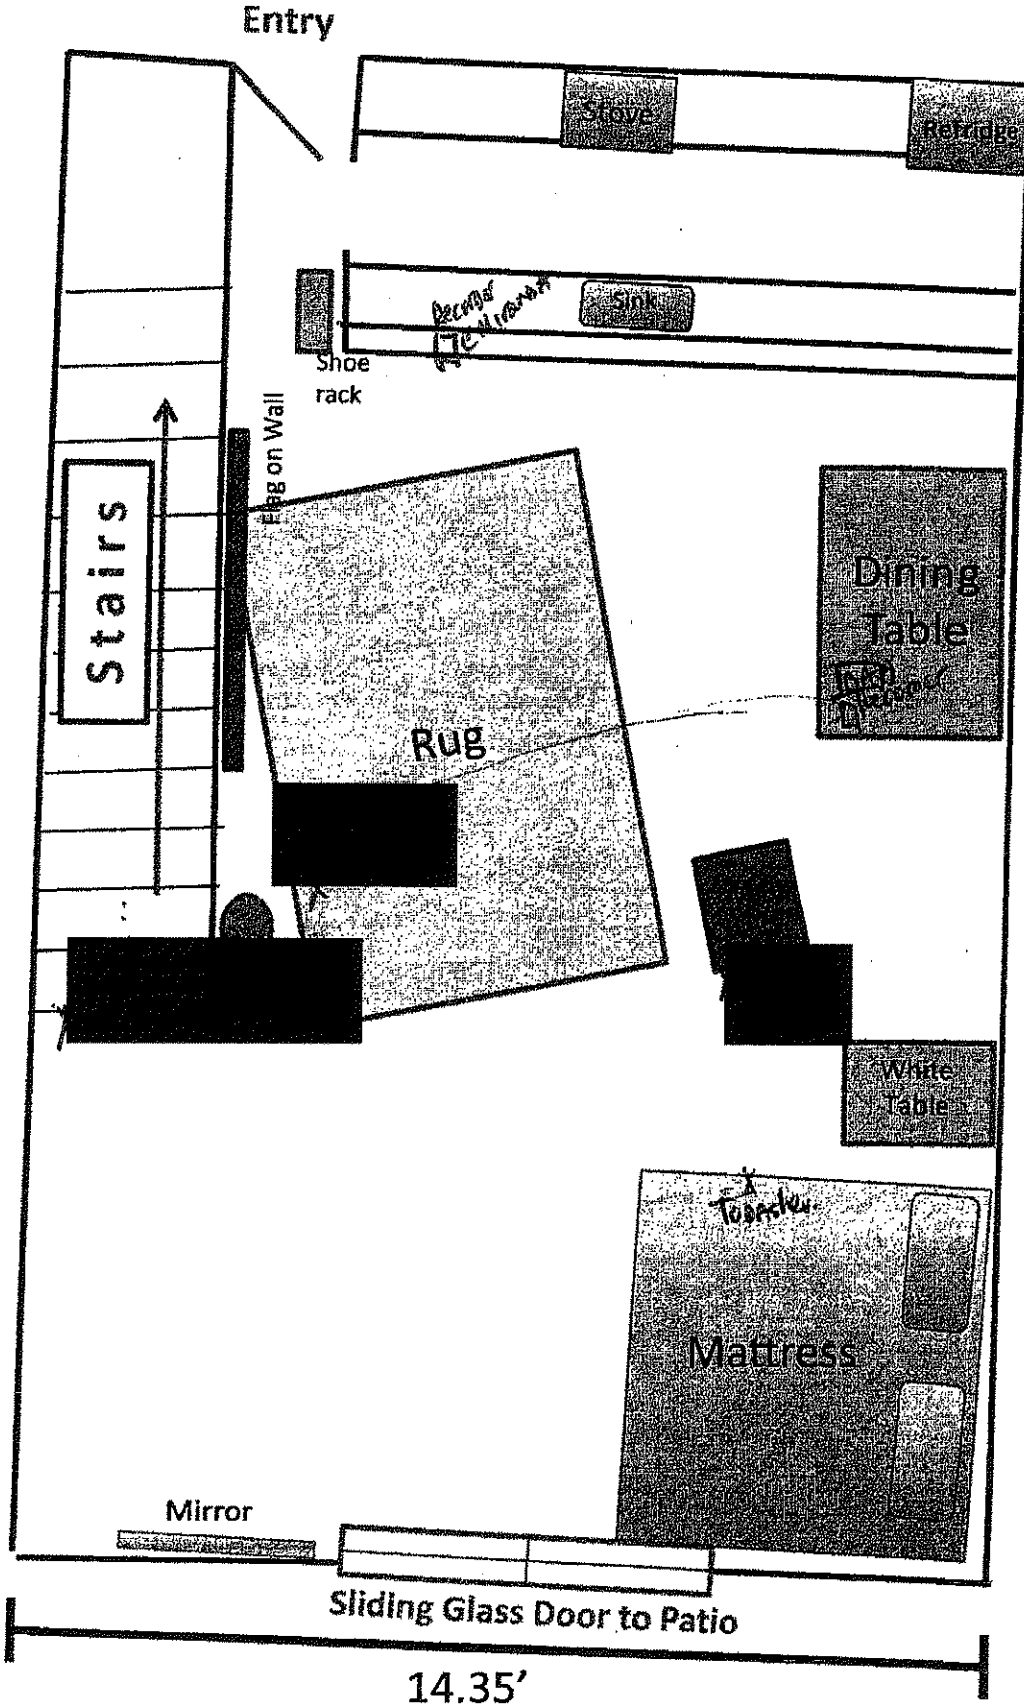 Entry
Stove
Refridge
Sink
Shoe
rack
Flag on Wall
Stairs
Dining
Table
Rug
White
Table
Mattress
Mirror
Sliding Glass Door to Patio
14.35’